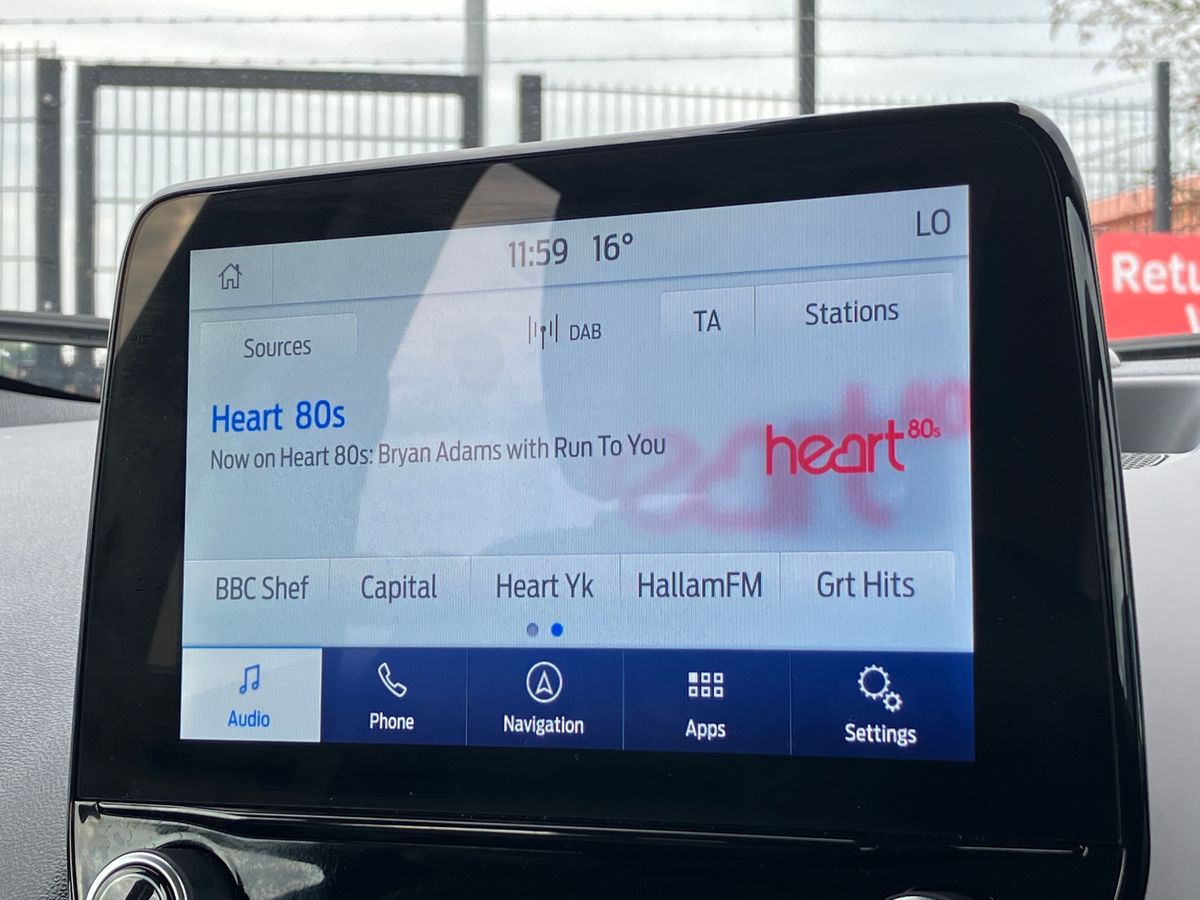 11:59 16° LO
Sources DAB TA Stations
Heart 80s
Now on Heart 80s: Bryan Adams with Run To You
heart 80s
BBC Shef Capital Heart Yk HallamFM Grt Hits
Audio Phone Navigation Apps Settings